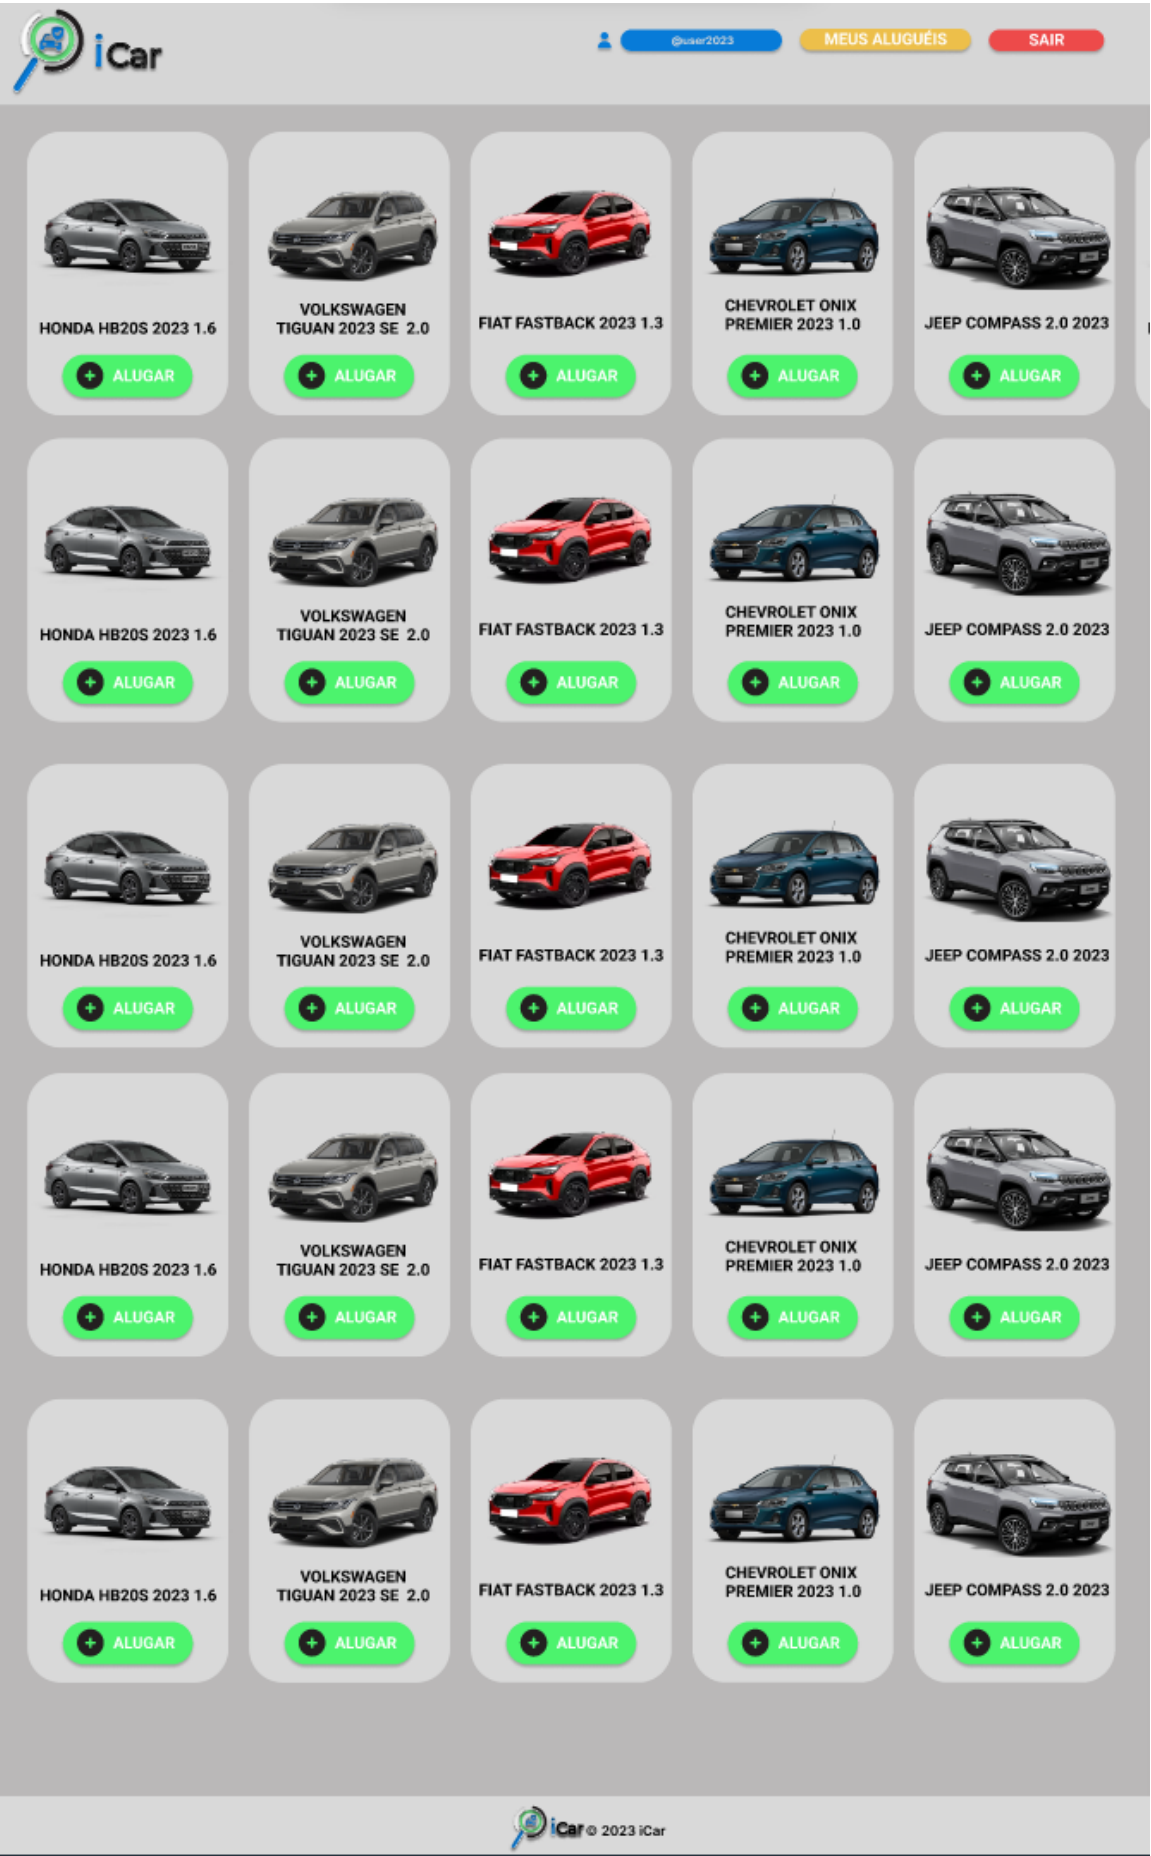 iCar
@user2023
MEUS ALUGUÉIS
SAIR
HONDA HB20S 2023 1.6
ALUGAR
VOLKSWAGEN
TIGUAN 2023 SE 2.0
ALUGAR
FIAT FASTBACK 2023 1.3
ALUGAR
CHEVROLET ONIX
PREMIER 2023 1.0
ALUGAR
JEEP COMPASS 2.0 2023
ALUGAR
HONDA HB20S 2023 1.6
ALUGAR
VOLKSWAGEN
TIGUAN 2023 SE 2.0
ALUGAR
FIAT FASTBACK 2023 1.3
ALUGAR
CHEVROLET ONIX
PREMIER 2023 1.0
ALUGAR
JEEP COMPASS 2.0 2023
ALUGAR
HONDA HB20S 2023 1.6
ALUGAR
VOLKSWAGEN
TIGUAN 2023 SE 2.0
ALUGAR
FIAT FASTBACK 2023 1.3
ALUGAR
CHEVROLET ONIX
PREMIER 2023 1.0
ALUGAR
JEEP COMPASS 2.0 2023
ALUGAR
HONDA HB20S 2023 1.6
ALUGAR
VOLKSWAGEN
TIGUAN 2023 SE 2.0
ALUGAR
FIAT FASTBACK 2023 1.3
ALUGAR
CHEVROLET ONIX
PREMIER 2023 1.0
ALUGAR
JEEP COMPASS 2.0 2023
ALUGAR
HONDA HB20S 2023 1.6
ALUGAR
VOLKSWAGEN
TIGUAN 2023 SE 2.0
ALUGAR
FIAT FASTBACK 2023 1.3
ALUGAR
CHEVROLET ONIX
PREMIER 2023 1.0
ALUGAR
JEEP COMPASS 2.0 2023
ALUGAR
iCar © 2023 iCar